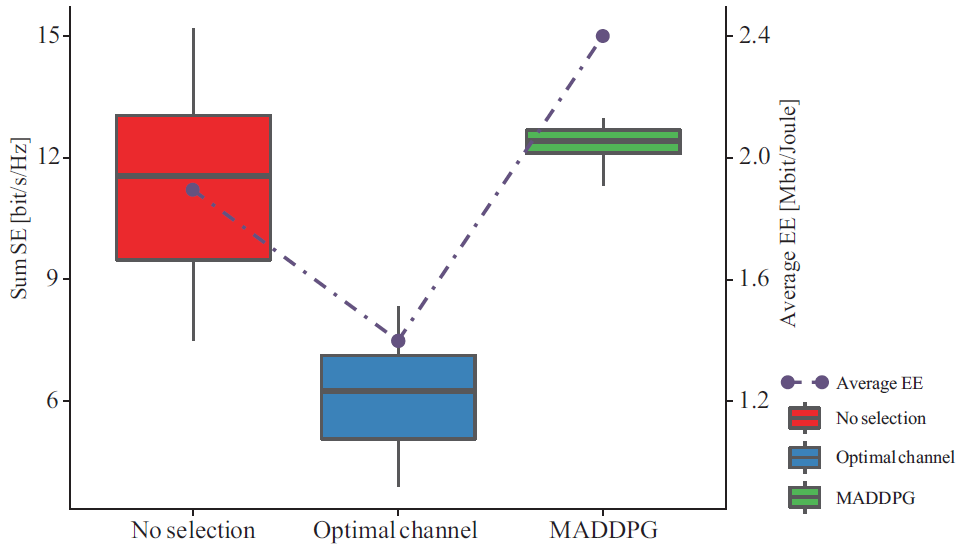 Sum SE [bit/s/Hz]
15
12
9
6
2.4
2.0
1.6
1.2
Average EE [Mbit/Joule]
No selection
Optimal channel
MADDPG
Average EE
No selection
Optimal channel
MADDPG